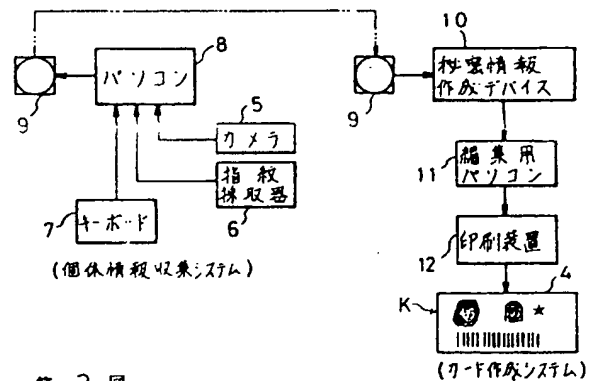 8
パソコン
9
5
カメラ
指紋
採取器
6
7
キーボード
(個体情報収集システム)
9
10
秘密情報
作成デバイス
11
編集用
パソコン
12
印刷装置
4
K
(カード作成システム)
第 2 図